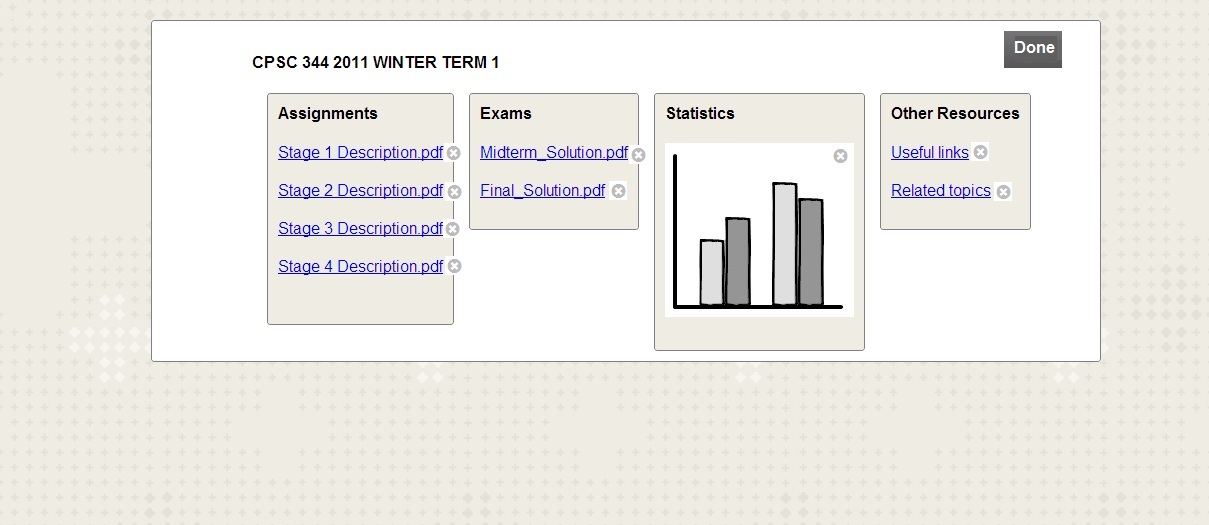 Done
CPSC 344 2011 WINTER TERM 1
Assignments
Stage 1 Description.pdf
Stage 2 Description.pdf
Stage 3 Description.pdf
Stage 4 Description.pdf
Exams
Midterm_Solution.pdf
Final_Solution.pdf
Statistics
Other Resources
Useful links
Related topics